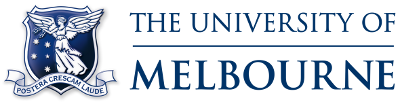 THE UNIVERSITY OF
MELBOURNE
POSTERA CRESCAM LAUDE